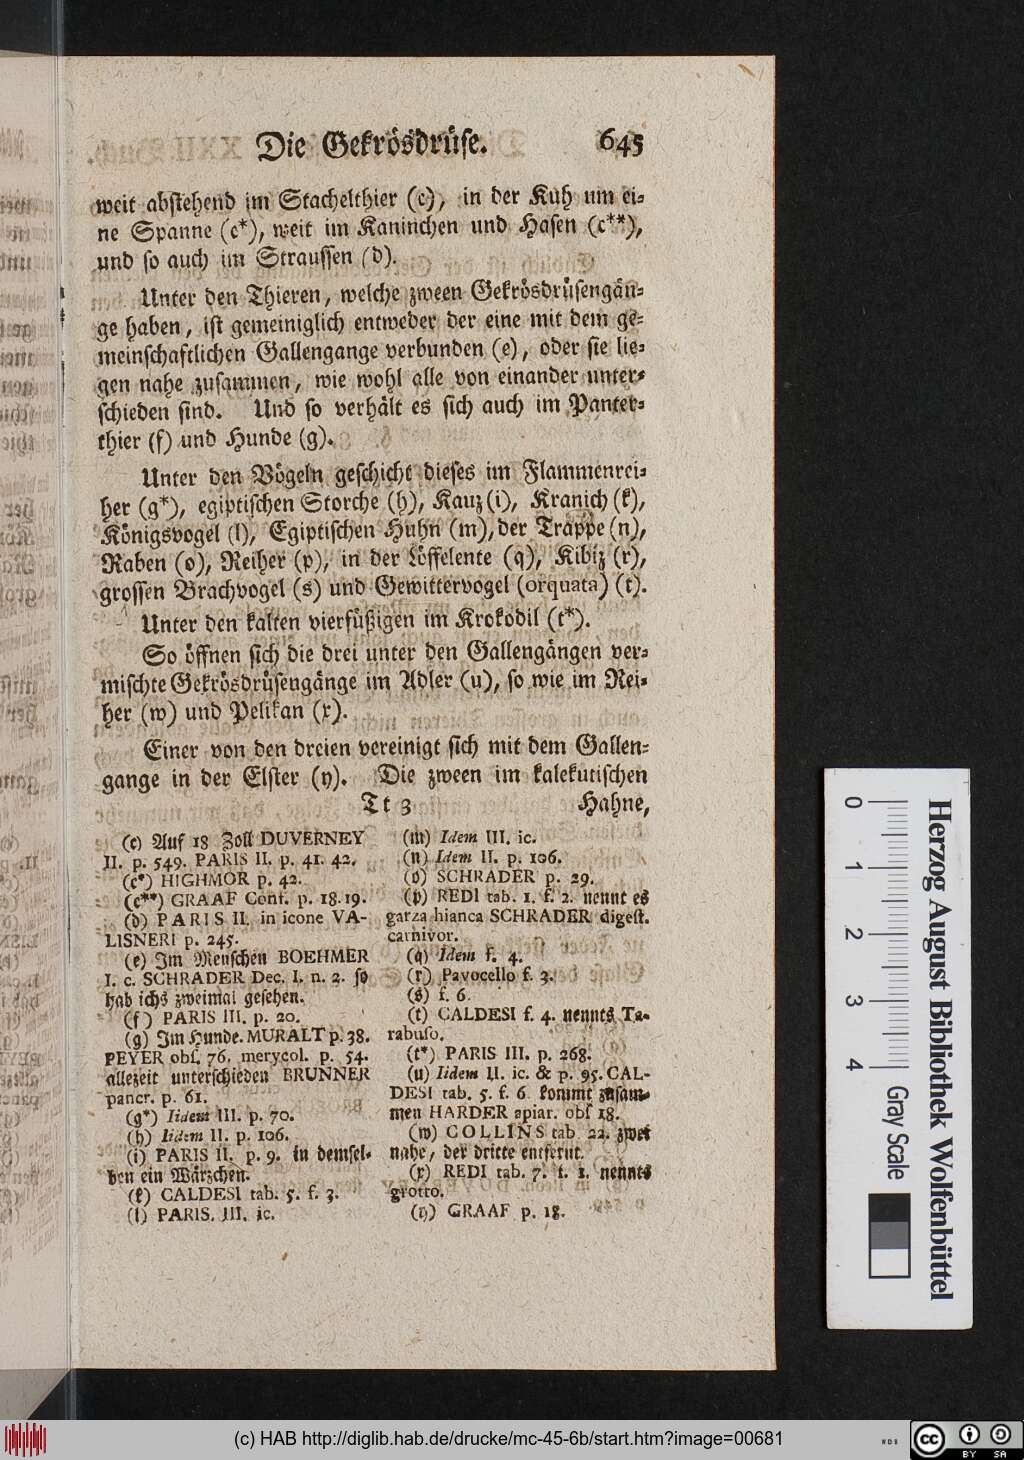 Die Gekrösdrüse. 645
weit abstehend im Stachelthier (c), in der Kuh um ei=
ne Spanne (c*), weit im Kaninchen und Hasen (c**),
und so auch im Straussen (d).
Unter den Thieren, welche zween Gekrösdrüsengän=
ge haben, ist gemeiniglich entweder der eine mit dem ge=
meinschaftlichen Gallengange verbunden (e), oder sie lie=
gen nahe zusammen, wie wohl alle von einander unter=
schieden sind. Und so verhält es sich auch im Panter=
thier (f) und Hunde (g).
Unter den Vögeln geschicht dieses im Flammenrei=
her (g*), egiptischen Storche (h), Kauz (i), Kranich (k),
Königsvogel (l), Egiptischen Huhn (m), der Trappe (n),
Raben (o), Reiher (p), in der Löffelente (q), Kibiz (r),
grossen Brachvogel (s) und Gewittervogel (orquata) (t).
Unter den kalten vierfüßigen im Krokodil (t*).
So öffnen sich die drei unter den Gallengängen ver=
mischte Gekrösdrüsengänge im Adler (u), so wie im Rei=
her (w) und Pelikan (x).
Einer von den dreien vereinigt sich mit dem Gallen=
gange in der Elster (y). Die zween im kalekutischen
Tt 3 Hahne,
(c) Auf 18 Zoll DUVERNEY
II. p. 549. PARIS II. p. 41. 42.
(c*) HIGHMOR p. 42.
(c**) GRAAF Cent. p. 18. 19.
(d) PARIS II. in icone VA-
LISNERI p. 245.
(e) Im Menschen BOEHMER
I. c. SCHRADER Dec. I. n. 2. so
hab ichs zweimal gesehen.
(f) PARIS III. p. 20.
(g) Im Hunde. MURALT p. 38.
PEYER obs. 76. merycol. p. 54.
allezeit unterschieden BRUNNER
pancr. p. 61.
(g*) Iidem III. p. 70.
(h) Iidem II. p. 106.
(i) PARIS II. p. 9. in demsel=
ben ein Wärzchen.
(k) CALDESI tab. 5. f. 3.
(l) PARIS. III. ic.
(m) Idem III. ic.
(n) Idem II. p. 106.
(o) SCHRADER p. 29.
(p) REDI tab. 1. f. 2. nennt es
garza bianca SCHRADER digest.
carnivor.
(q) Idem f. 4.
(r) Pavocello f. 3.
(s) f. 6.
(t) CALDESI f. 4. nennts Ta-
rabuso.
(t*) PARIS III. p. 268.
(u) Iidem II. ic. & p. 95. CAL-
DESI tab. 5. f. 6. kommt zusam=
men HARDER apiar. obs 18.
(w) COLLINS tab. 22. zwei
nahe, der dritte entfernt.
(x) REDI tab. 7. f. 1. nennts
grotto.
(y) GRAAF p. 18.
0 1 2 3 4
Gray Scale
Herzog August Bibliothek Wolfenbüttel
(c) HAB http://diglib.hab.de/drucke/mc-45-6b/start.htm?image=00681
WDB
cc BY SA